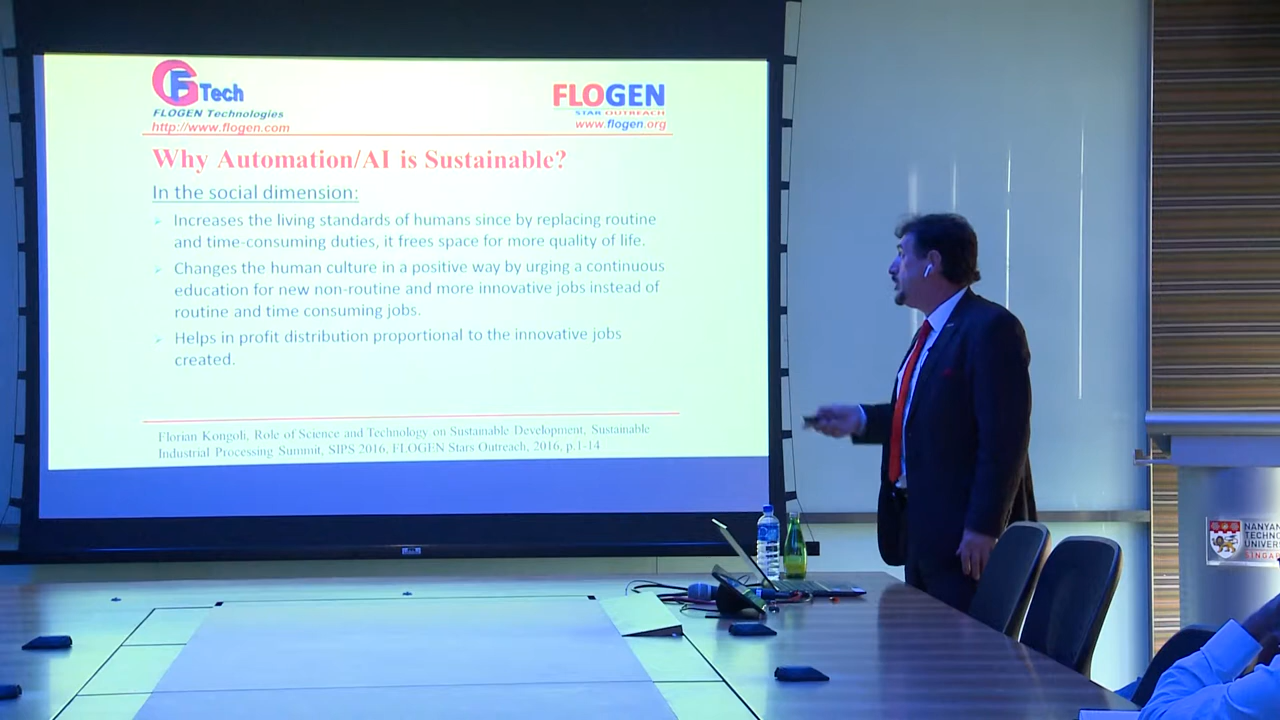 GF Tech
FLOGEN Technologies
http://www.flogen.com
FLOGEN
STAR OUTREACH
www.flogen.org
Why Automation/AI is Sustainable?
In the social dimension:
➢ Increases the living standards of humans since by replacing routine
and time-consuming duties, it frees space for more quality of life.
➢ Changes the human culture in a positive way by urging a continuous
education for new non-routine and more innovative jobs instead of
routine and time consuming jobs.
➢ Helps in profit distribution proportional to the innovative jobs
created.
Florian Kongoli, Role of Science and Technology on Sustainable Development, Sustainable
Industrial Processing Summit, SIPS 2016, FLOGEN Stars Outreach, 2016, p.1-14
NANYAN
TECHNO
UNIVER
SINGAP